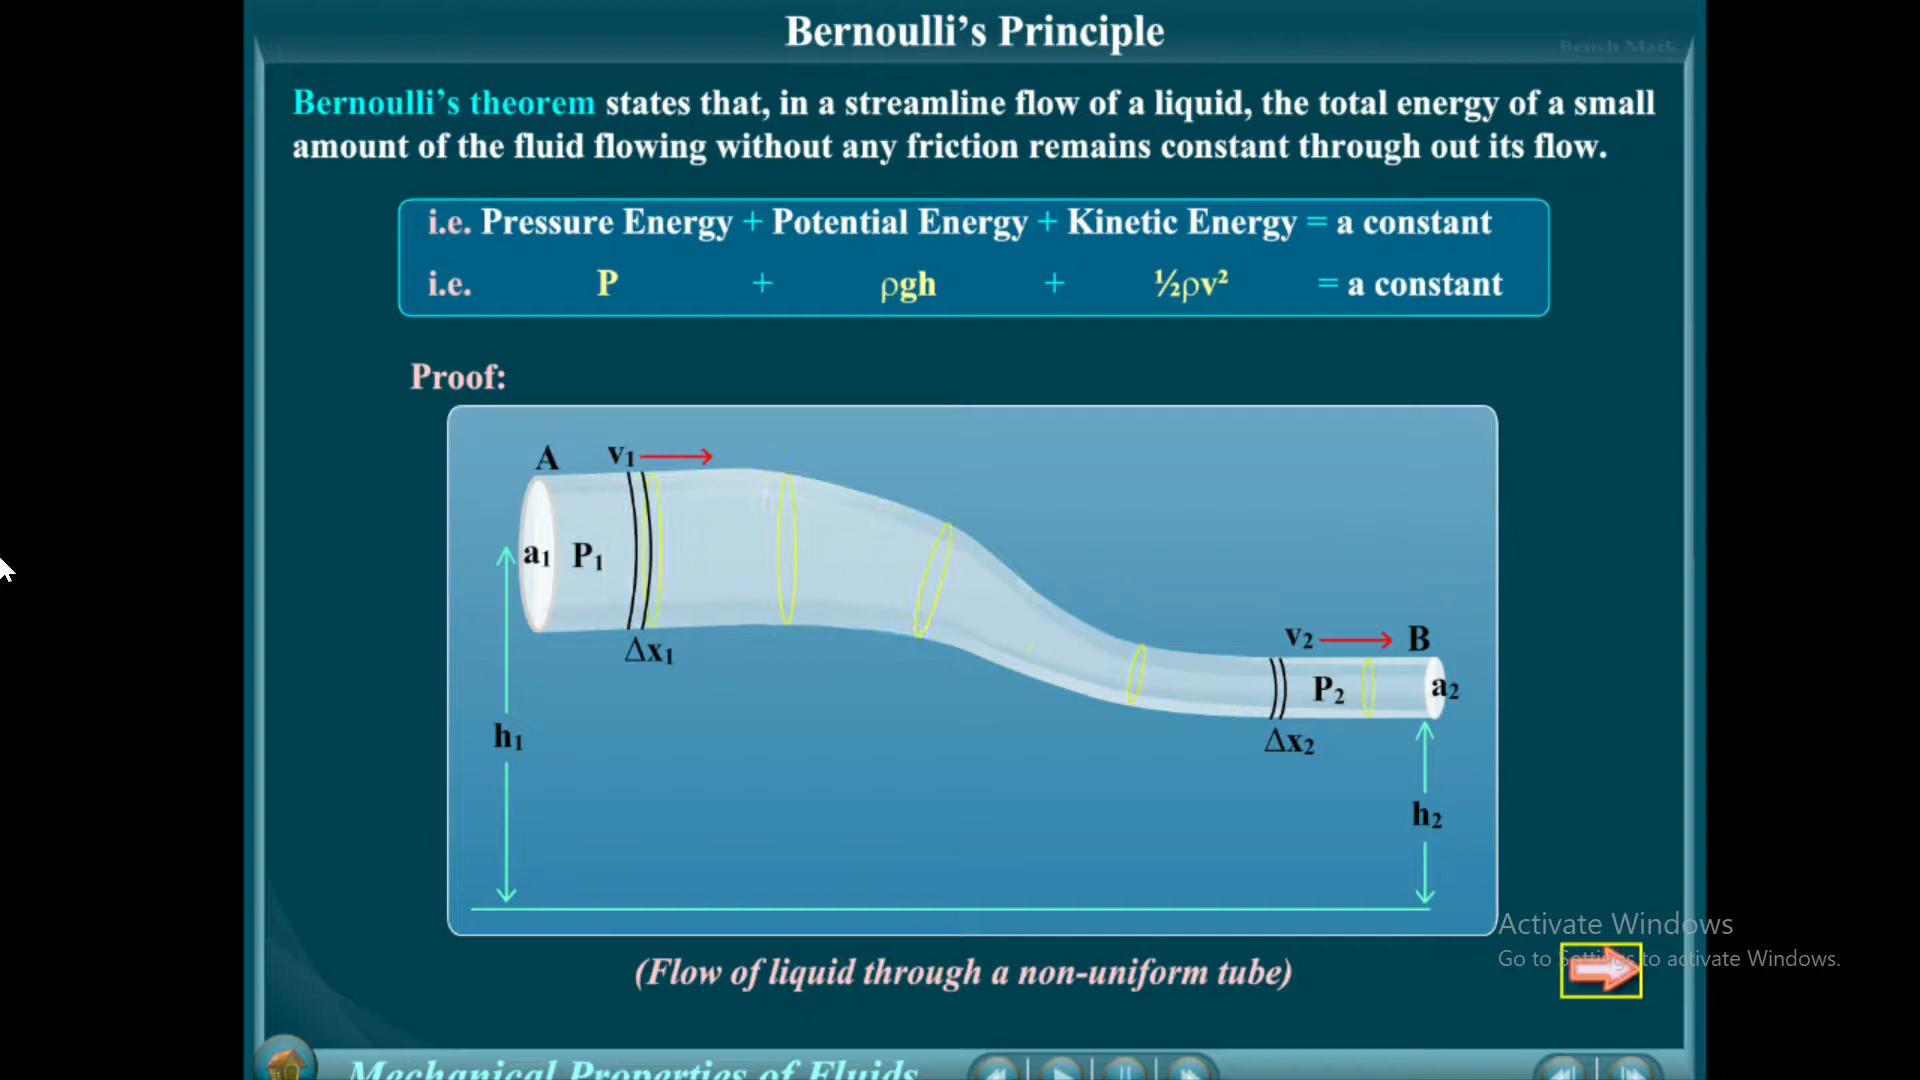 Bernoulli's Principle
Bench Mark
Bernoulli's theorem states that, in a streamline flow of a liquid, the total energy of a small
amount of the fluid flowing without any friction remains constant through out its flow.
i.e. Pressure Energy + Potential Energy + Kinetic Energy = a constant
i.e. P + ρgh + ½ρv² = a constant
Proof:
A v₁
a₁ P₁
Δx₁
v₂ B
P₂ a₂
h₁
Δx₂
h₂
Activate Windows
Go to Settings to activate Windows.
(Flow of liquid through a non-uniform tube)
Mechanical Properties of Fluids